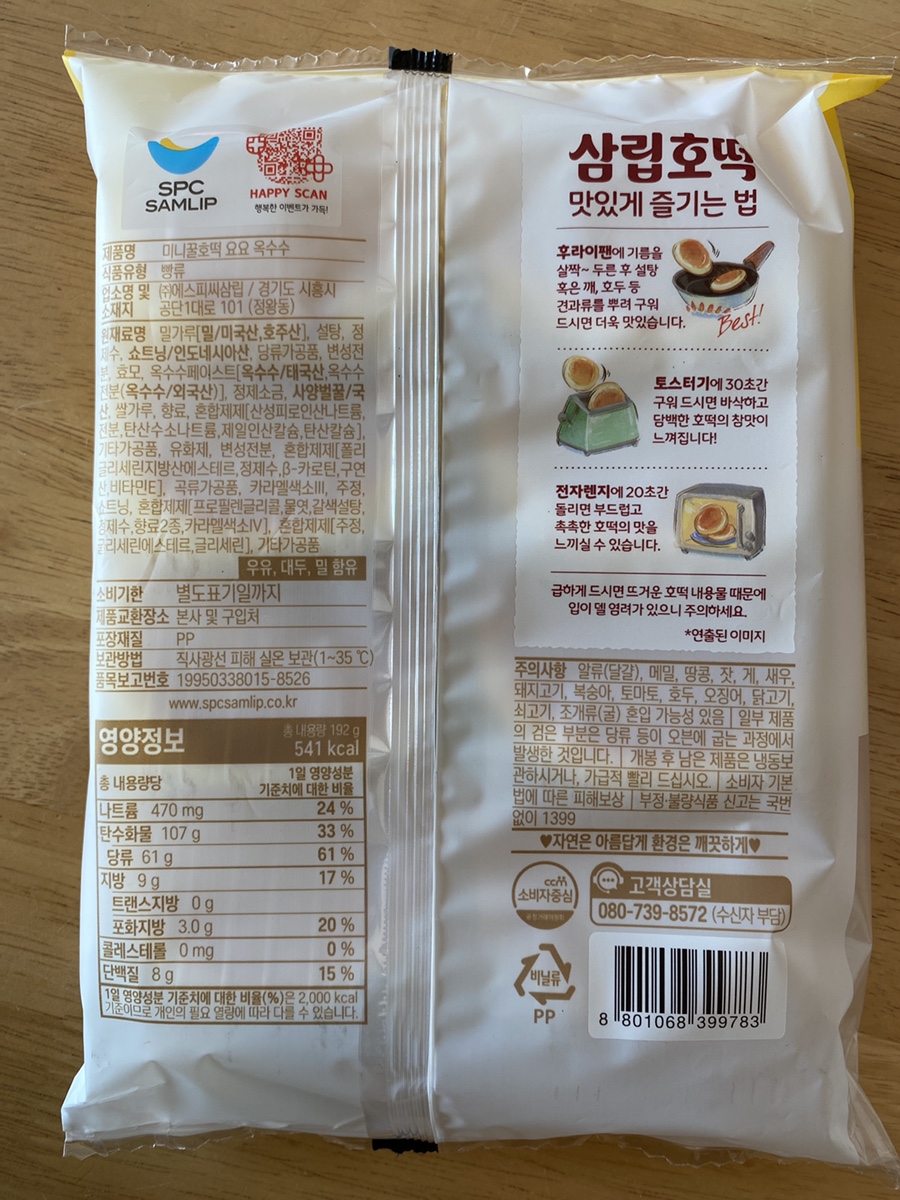 SPC
SAMLIP
HAPPY SCAN
행복한 이벤트가 가득!
제품명 미니꿀호떡 요요 옥수수
식품유형 빵류
업소명 및 소재지 ㈜에스피씨삼립 / 경기도 시흥시
공단1대로 101 (정왕동)
원재료명 밀가루[밀/미국산,호주산], 설탕, 정
제수, 쇼트닝/인도네시아산, 당류가공품, 변성전
분, 효모, 옥수수페이스트[옥수수/태국산,옥수수
전분(옥수수/외국산)], 정제소금, 사양벌꿀/국
산, 쌀가루, 향료, 혼합제제[산성피로인산나트륨,
전분,탄산수소나트륨,제일인산칼슘,탄산칼슘],
기타가공품, 유화제, 변성전분, 혼합제제[폴리
글리세린지방산에스테르,정제수,β-카로틴,구연
산,비타민E], 곡류가공품, 카라멜색소III, 주정,
쇼트닝, 혼합제제[프로필렌글리콜,물엿,갈색설탕,
정제수,향료2종,카라멜색소IV], 혼합제제[주정,
글리세린에스테르,글리세린], 기타가공품
우유, 대두, 밀 함유
소비기한 별도표기일까지
제품교환장소 본사 및 구입처
포장재질 PP
보관방법 직사광선 피해 실온 보관(1~35 ℃)
품목보고번호 19950338015-8526
www.spcsamlip.co.kr
영양정보 총 내용량 192 g
541 kcal
총 내용량당 1일 영양성분
기준치에 대한 비율
나트륨 470 mg 24 %
탄수화물 107 g 33 %
당류 61 g 61 %
지방 9 g 17 %
트랜스지방 0 g
포화지방 3.0 g 20 %
콜레스테롤 0 mg 0 %
단백질 8 g 15 %
1일 영양성분 기준치에 대한 비율(%)은 2,000 kcal
기준이므로 개인의 필요 열량에 따라 다를 수 있습니다.
삼립호떡
맛있게 즐기는 법
후라이팬에 기름을
살짝~ 두른 후 설탕
혹은 깨, 호두 등
견과류를 뿌려 구워
드시면 더욱 맛있습니다.
Best!
토스터기에 30초간
구워 드시면 바삭하고
담백한 호떡의 참맛이
느껴집니다!
전자렌지에 20초간
돌리면 부드럽고
촉촉한 호떡의 맛을
느끼실 수 있습니다.
급하게 드시면 뜨거운 호떡 내용물 때문에
입이 델 염려가 있으니 주의하세요.
*연출된 이미지
주의사항 알류(달걀), 메밀, 땅콩, 잣, 게, 새우,
돼지고기, 복숭아, 토마토, 호두, 오징어, 닭고기,
쇠고기, 조개류(굴) 혼입 가능성 있음 | 일부 제품
의 검은 부분은 당류 등이 오븐에 굽는 과정에서
발생한 것입니다. | 개봉 후 남은 제품은 냉동보
관하시거나, 가급적 빨리 드십시오. | 소비자 기본
법에 따른 피해보상 | 부정·불량식품 신고는 국번
없이 1399
♥자연은 아름답게 환경은 깨끗하게♥
ccm
소비자중심
고객상담실
080-739-8572 (수신자 부담)
비닐류
PP
8 801068 399783